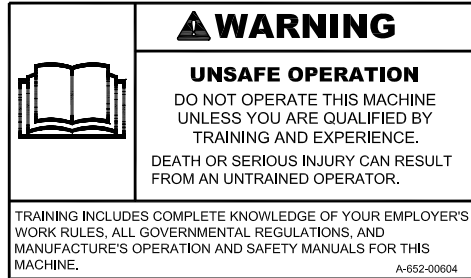 WARNING
UNSAFE OPERATION
DO NOT OPERATE THIS MACHINE
UNLESS YOU ARE QUALIFIED BY
TRAINING AND EXPERIENCE.
DEATH OR SERIOUS INJURY CAN RESULT
FROM AN UNTRAINED OPERATOR.
TRAINING INCLUDES COMPLETE KNOWLEDGE OF YOUR EMPLOYER'S
WORK RULES, ALL GOVERNMENTAL REGULATIONS, AND
MANUFACTURE'S OPERATION AND SAFETY MANUALS FOR THIS
MACHINE.
A-652-00604